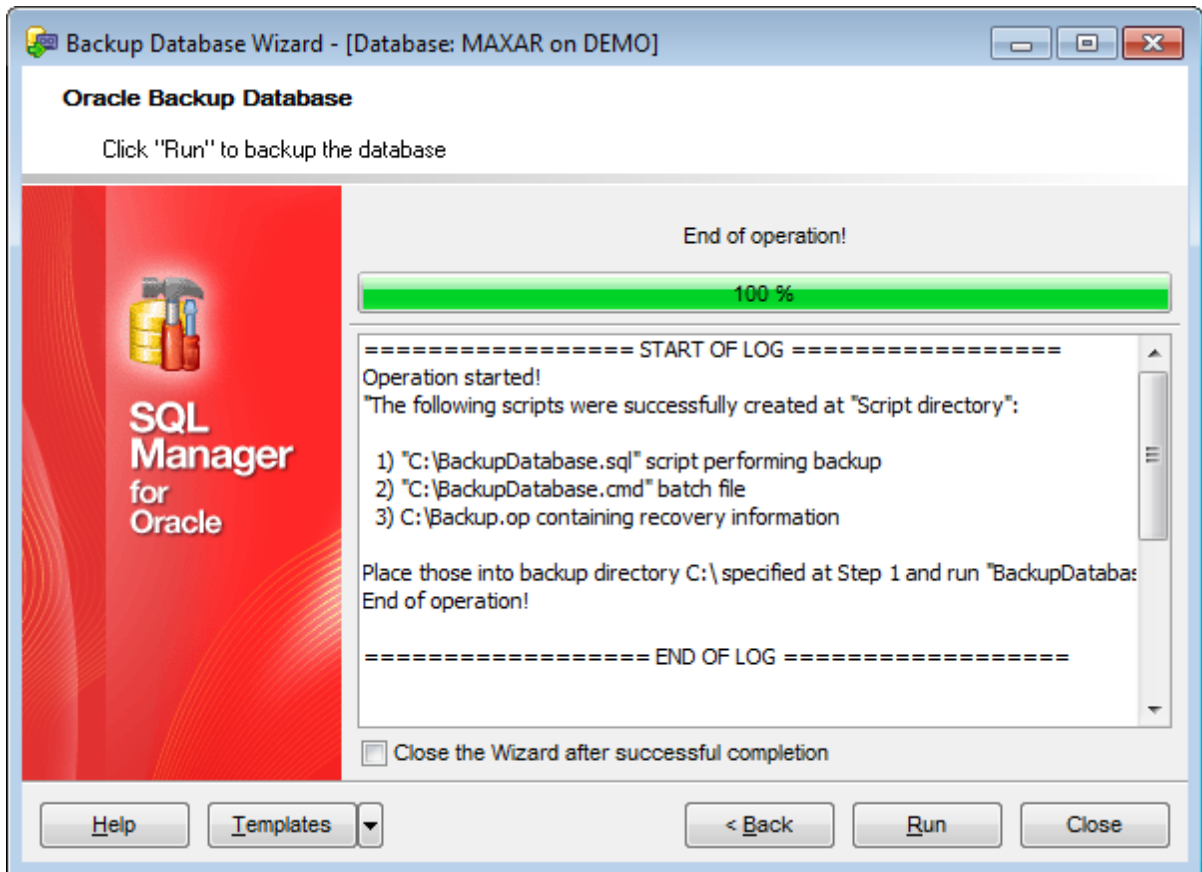 Backup Database Wizard - [Database: MAXAR on DEMO]
Oracle Backup Database
Click "Run" to backup the database
End of operation!
100 %
SQL
Manager
for
Oracle
================= START OF LOG =================
Operation started!
"The following scripts were successfully created at "Script directory":
1) "C:\BackupDatabase.sql" script performing backup
2) "C:\BackupDatabase.cmd" batch file
3) C:\Backup.op containing recovery information
Place those into backup directory C:\ specified at Step 1 and run "BackupDatabas
End of operation!
================== END OF LOG ==================
Close the Wizard after successful completion
Help
Templates
< Back
Run
Close